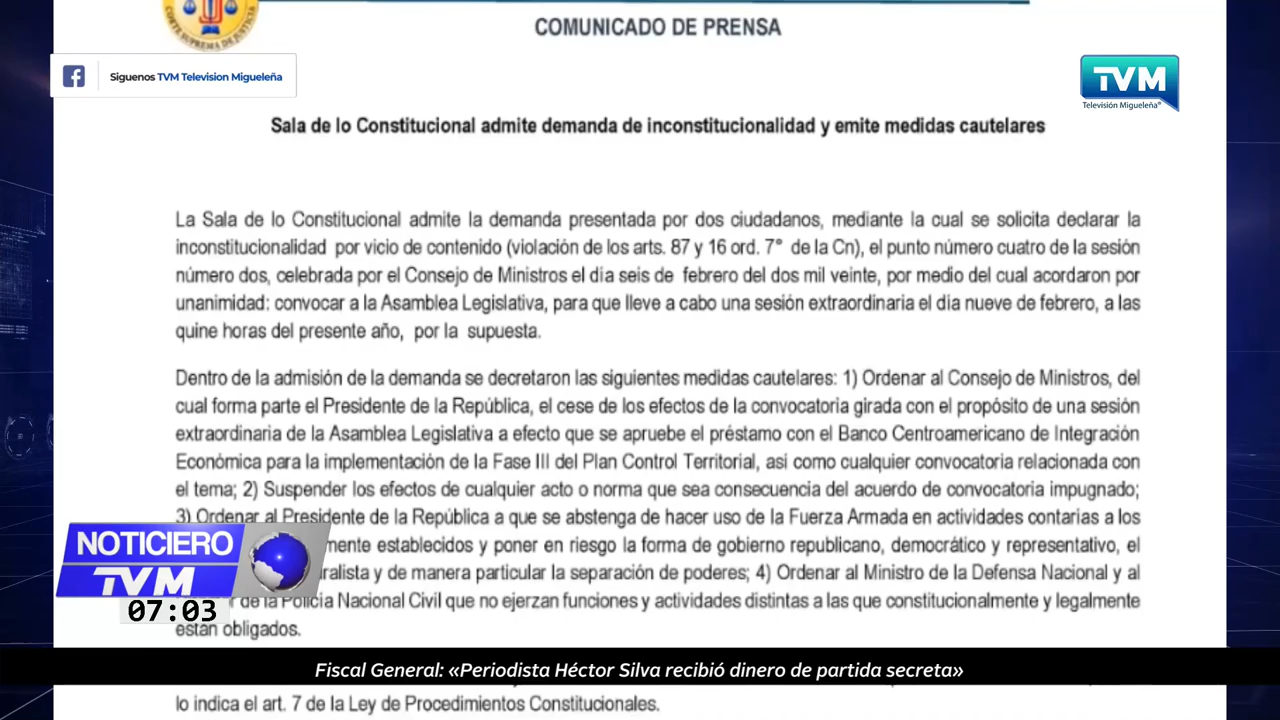 CORTE SUPREMA DE JUSTICIA
COMUNICADO DE PRENSA
Siguenos TVM Television Migueleña
TVM
Televisión Migueleña®
Sala de lo Constitucional admite demanda de inconstitucionalidad y emite medidas cautelares
La Sala de lo Constitucional admite la demanda presentada por dos ciudadanos, mediante la cual se solicita declarar la
inconstitucionalidad por vicio de contenido (violación de los arts. 87 y 16 ord. 7° de la Cn), el punto número cuatro de la sesión
número dos, celebrada por el Consejo de Ministros el día seis de febrero del dos mil veinte, por medio del cual acordaron por
unanimidad: convocar a la Asamblea Legislativa, para que lleve a cabo una sesión extraordinaria el día nueve de febrero, a las
quine horas del presente año, por la supuesta.
Dentro de la admisión de la demanda se decretaron las siguientes medidas cautelares: 1) Ordenar al Consejo de Ministros, del
cual forma parte el Presidente de la República, el cese de los efectos de la convocatoria girada con el propósito de una sesión
extraordinaria de la Asamblea Legislativa a efecto que se apruebe el préstamo con el Banco Centroamericano de Integración
Económica para la implementación de la Fase III del Plan Control Territorial, así como cualquier convocatoria relacionada con
el tema; 2) Suspender los efectos de cualquier acto o norma que sea consecuencia del acuerdo de convocatoria impugnado;
3) Ordenar al Presidente de la República a que se abstenga de hacer uso de la Fuerza Armada en actividades contarias a los
mente establecidos y poner en riesgo la forma de gobierno republicano, democrático y representativo, el
ralista y de manera particular la separación de poderes; 4) Ordenar al Ministro de la Defensa Nacional y al
de la Policía Nacional Civil que no ejerzan funciones y actividades distintas a las que constitucionalmente y legalmente
están obligados.
NOTICIERO
TVM
07:03
Fiscal General: «Periodista Héctor Silva recibió dinero de partida secreta»
lo indica el art. 7 de la Ley de Procedimientos Constitucionales.